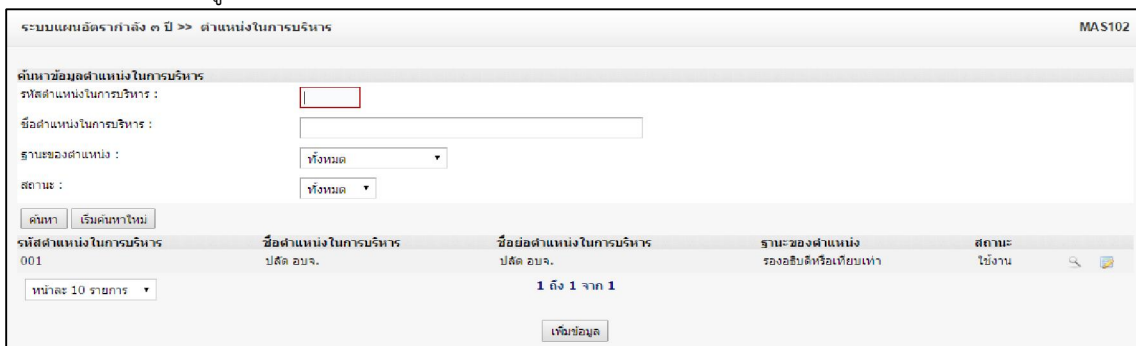 ระบบแผนอัตรากำลัง ๓ ปี >> ตำแหน่งในการบริหาร MAS102
ค้นหาข้อมูลตำแหน่งในการบริหาร
รหัสตำแหน่งในการบริหาร :
ชื่อตำแหน่งในการบริหาร :
ฐานะของตำแหน่ง : ทั้งหมด
สถานะ : ทั้งหมด
ค้นหา เริ่มค้นหาใหม่
รหัสตำแหน่งในการบริหาร ชื่อตำแหน่งในการบริหาร ชื่อย่อตำแหน่งในการบริหาร ฐานะของตำแหน่ง สถานะ
001 ปลัด อบจ. ปลัด อบจ. รองอธิบดีหรือเทียบเท่า ใช้งาน
หน้าละ 10 รายการ 1 ถึง 1 จาก 1
เพิ่มข้อมูล